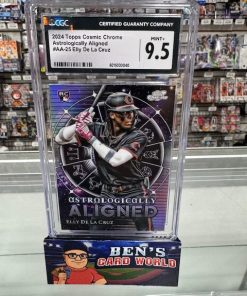 CGC
CERTIFIED GUARANTY COMPANY
2024 Topps Cosmic Chrome
Astrologically Aligned
#AA-25 Elly De La Cruz
MINT+
9.5
RC
ASTROLOGICALLY
ALIGNED
ELLY DE LA CRUZ
BEN'S
CARD WORLD